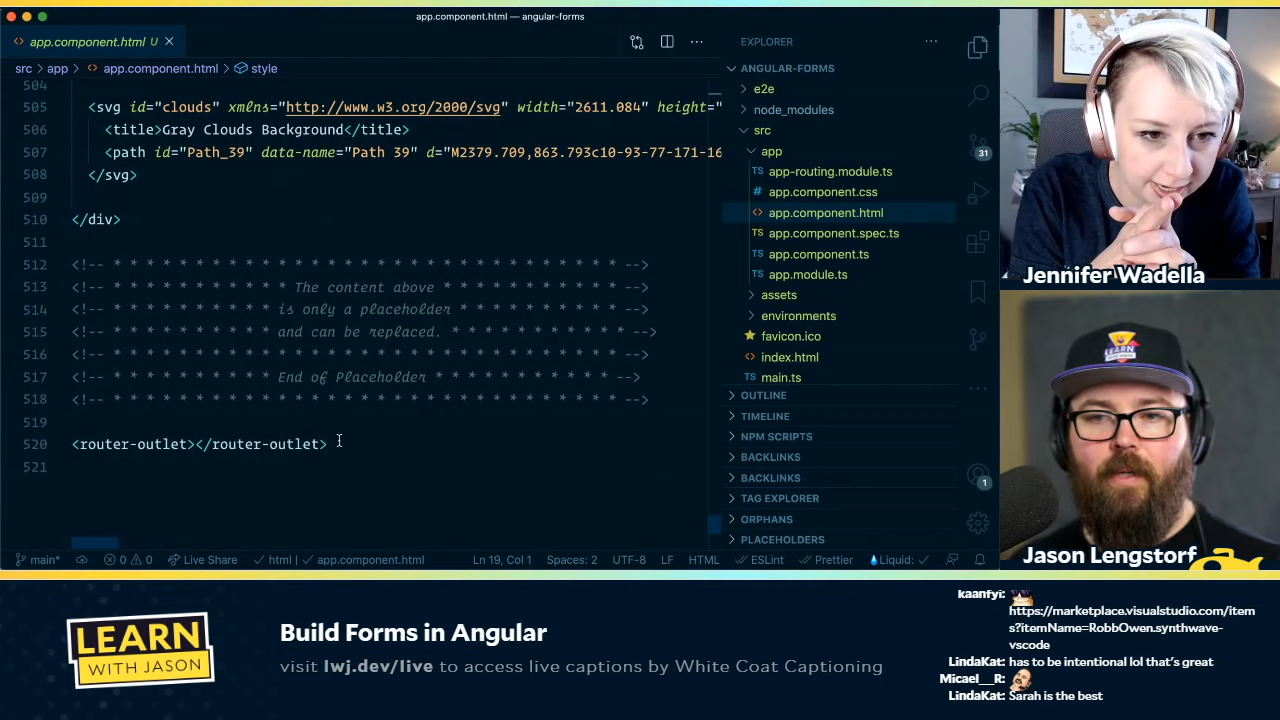 app.component.html — angular-forms
app.component.html U
EXPLORER
src > app > app.component.html > style
ANGULAR-FORMS
504
505 <svg id="clouds" xmlns="http://www.w3.org/2000/svg" width="2611.084" height="
506 <title>Gray Clouds Background</title>
507 <path id="Path_39" data-name="Path 39" d="M2379.709,863.793c10-93-77-171-16
508 </svg>
509
510 </div>
511
512 <!-- * * * * * * * * * * * * * * * * * * * * * * * * * * * * * * * -->
513 <!-- * * * * * * * * * * * The content above * * * * * * * * * * * -->
514 <!-- * * * * * * * * * * is only a placeholder * * * * * * * * * * -->
515 <!-- * * * * * * * * * * and can be replaced. * * * * * * * * * * * -->
516 <!-- * * * * * * * * * * * * * * * * * * * * * * * * * * * * * * * -->
517 <!-- * * * * * * * * * * End of Placeholder * * * * * * * * * * * -->
518 <!-- * * * * * * * * * * * * * * * * * * * * * * * * * * * * * * * -->
519
520 <router-outlet></router-outlet>
521
e2e
node_modules
src
app
app-routing.module.ts
app.component.css
app.component.html
app.component.spec.ts
app.component.ts
app.module.ts
assets
environments
favicon.ico
index.html
main.ts
OUTLINE
TIMELINE
NPM SCRIPTS
BACKLINKS
BACKLINKS
TAG EXPLORER
ORPHANS
PLACEHOLDERS
31
1
main* 0 0 Live Share html | app.component.html Ln 19, Col 1 Spaces: 2 UTF-8 LF HTML ESLint Prettier Liquid:
Jennifer Wadella
LEARN
Jason Lengstorf
LEARN
WITH JASON
Build Forms in Angular
visit lwj.dev/live to access live captions by White Coat Captioning
kaanfyi:
https://marketplace.visualstudio.com/item
s?itemName=RobbOwen.synthwave-
vscode
LindaKat: has to be intentional lol that's great
Micael__R:
LindaKat: Sarah is the best